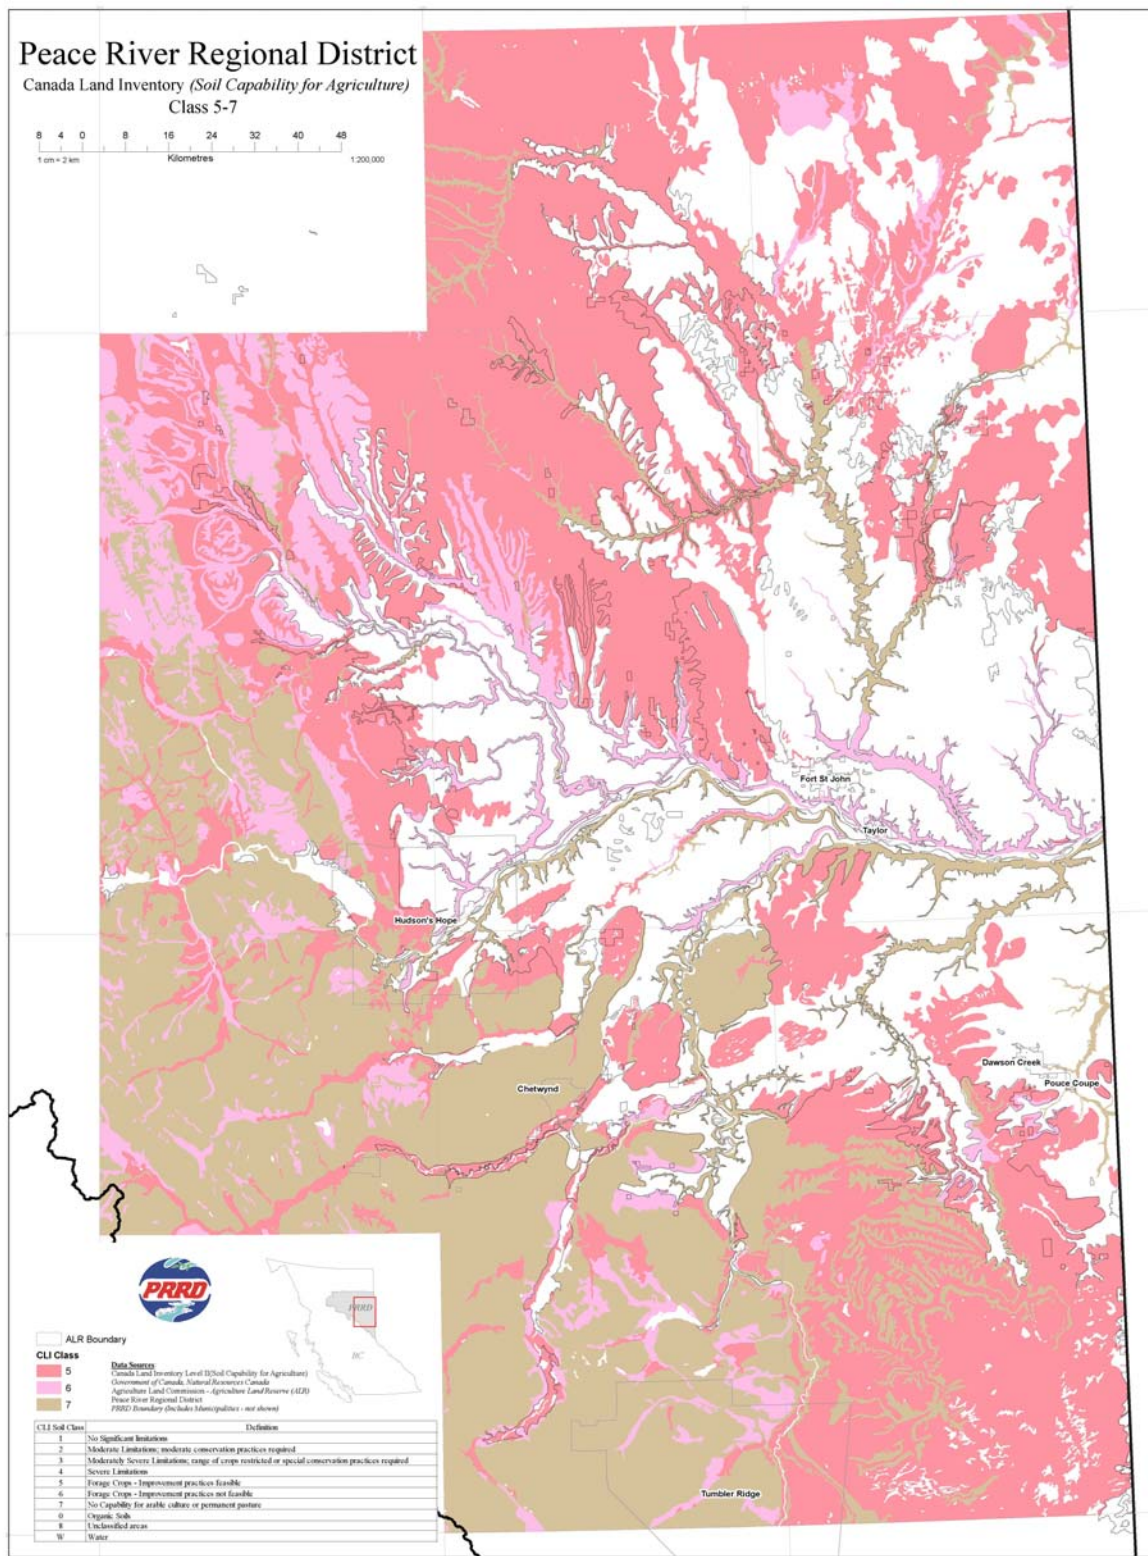 Peace River Regional District
Canada Land Inventory (Soil Capability for Agriculture)
Class 5-7
8 4 0 8 16 24 32 40 48
1 cm = 2 km Kilometres 1:200,000
Fort St John
Taylor
Hudson's Hope
Dawson Creek
Pouce Coupe
Chetwynd
Tumbler Ridge
PRRD
PRRD
BC
ALR Boundary
CLI Class
5
6
7
Data Sources:
Canada Land Inventory Level II(Soil Capability for Agriculture)
Government of Canada, Natural Resources Canada
Agriculture Land Commission - Agriculture Land Reserve (ALR)
Peace River Regional District
PRRD Boundary (Includes Municipalities - not shown)
CLI Soil Class Definition
1 No Significant limitations
2 Moderate Limitations; moderate conservation practices required
3 Moderately Severe Limitations; range of crops restricted or special conservation practices required
4 Severe Limitations
5 Forage Crops - Improvement practices feasible
6 Forage Crops - Improvement practices not feasible
7 No Capability for arable culture or permanent pasture
0 Organic Soils
8 Unclassified areas
W Water